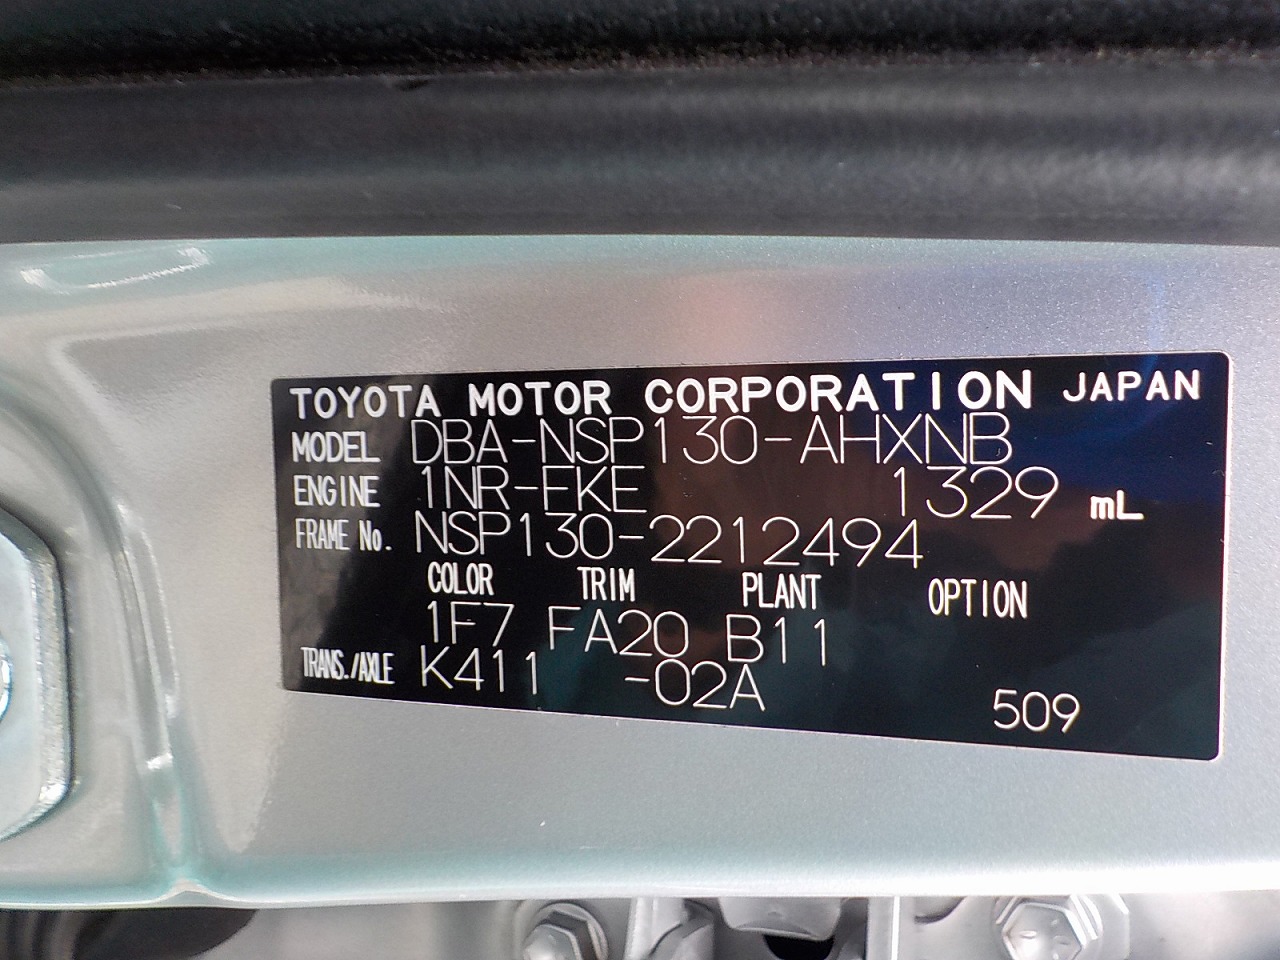 TOYOTA MOTOR CORPORATION JAPAN
MODEL DBA-NSP130-AHXNB
ENGINE 1NR-FKE 1329 mL
FRAME No. NSP130-2212494
COLOR TRIM PLANT OPTION
1F7 FA20 B11
TRANS./AXLE K411 -02A
509